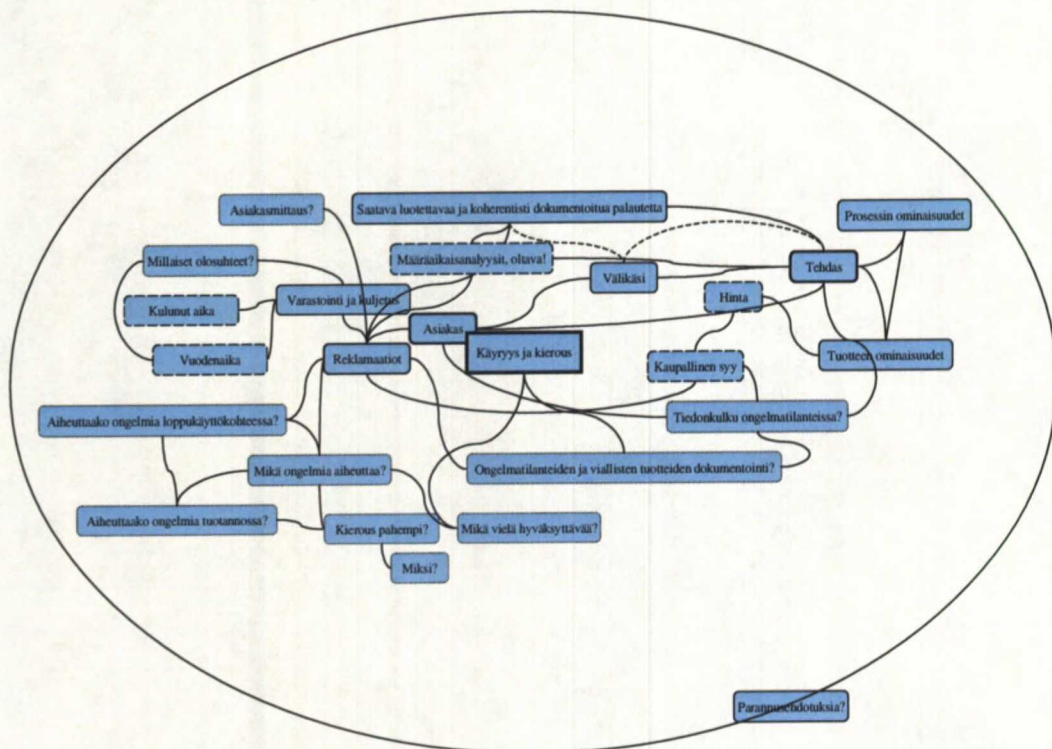 Asiakasmittaus?
Saatava luotettavaa ja koherentisti dokumentoitua palautetta
Prosessin ominaisuudet
Millaiset olosuhteet?
Määräaikaisanalyysit, oltava!
Välikäsi
Tehdas
Kulunut aika
Varastointi ja kuljetus
Hinta
Asiakas
Vuodenaika
Reklamaatiot
Käyryys ja kierous
Kaupallinen syy
Tuotteen ominaisuudet
Aiheuttaako ongelmia loppukäyttökohteessa?
Tiedonkulku ongelmatilanteissa?
Mikä ongelmia aiheuttaa?
Ongelmatilanteiden ja viallisten tuotteiden dokumentointi?
Aiheuttaako ongelmia tuotannossa?
Kierous pahempi?
Mikä vielä hyväksyttävää?
Miksi?
Parannusehdotuksia?